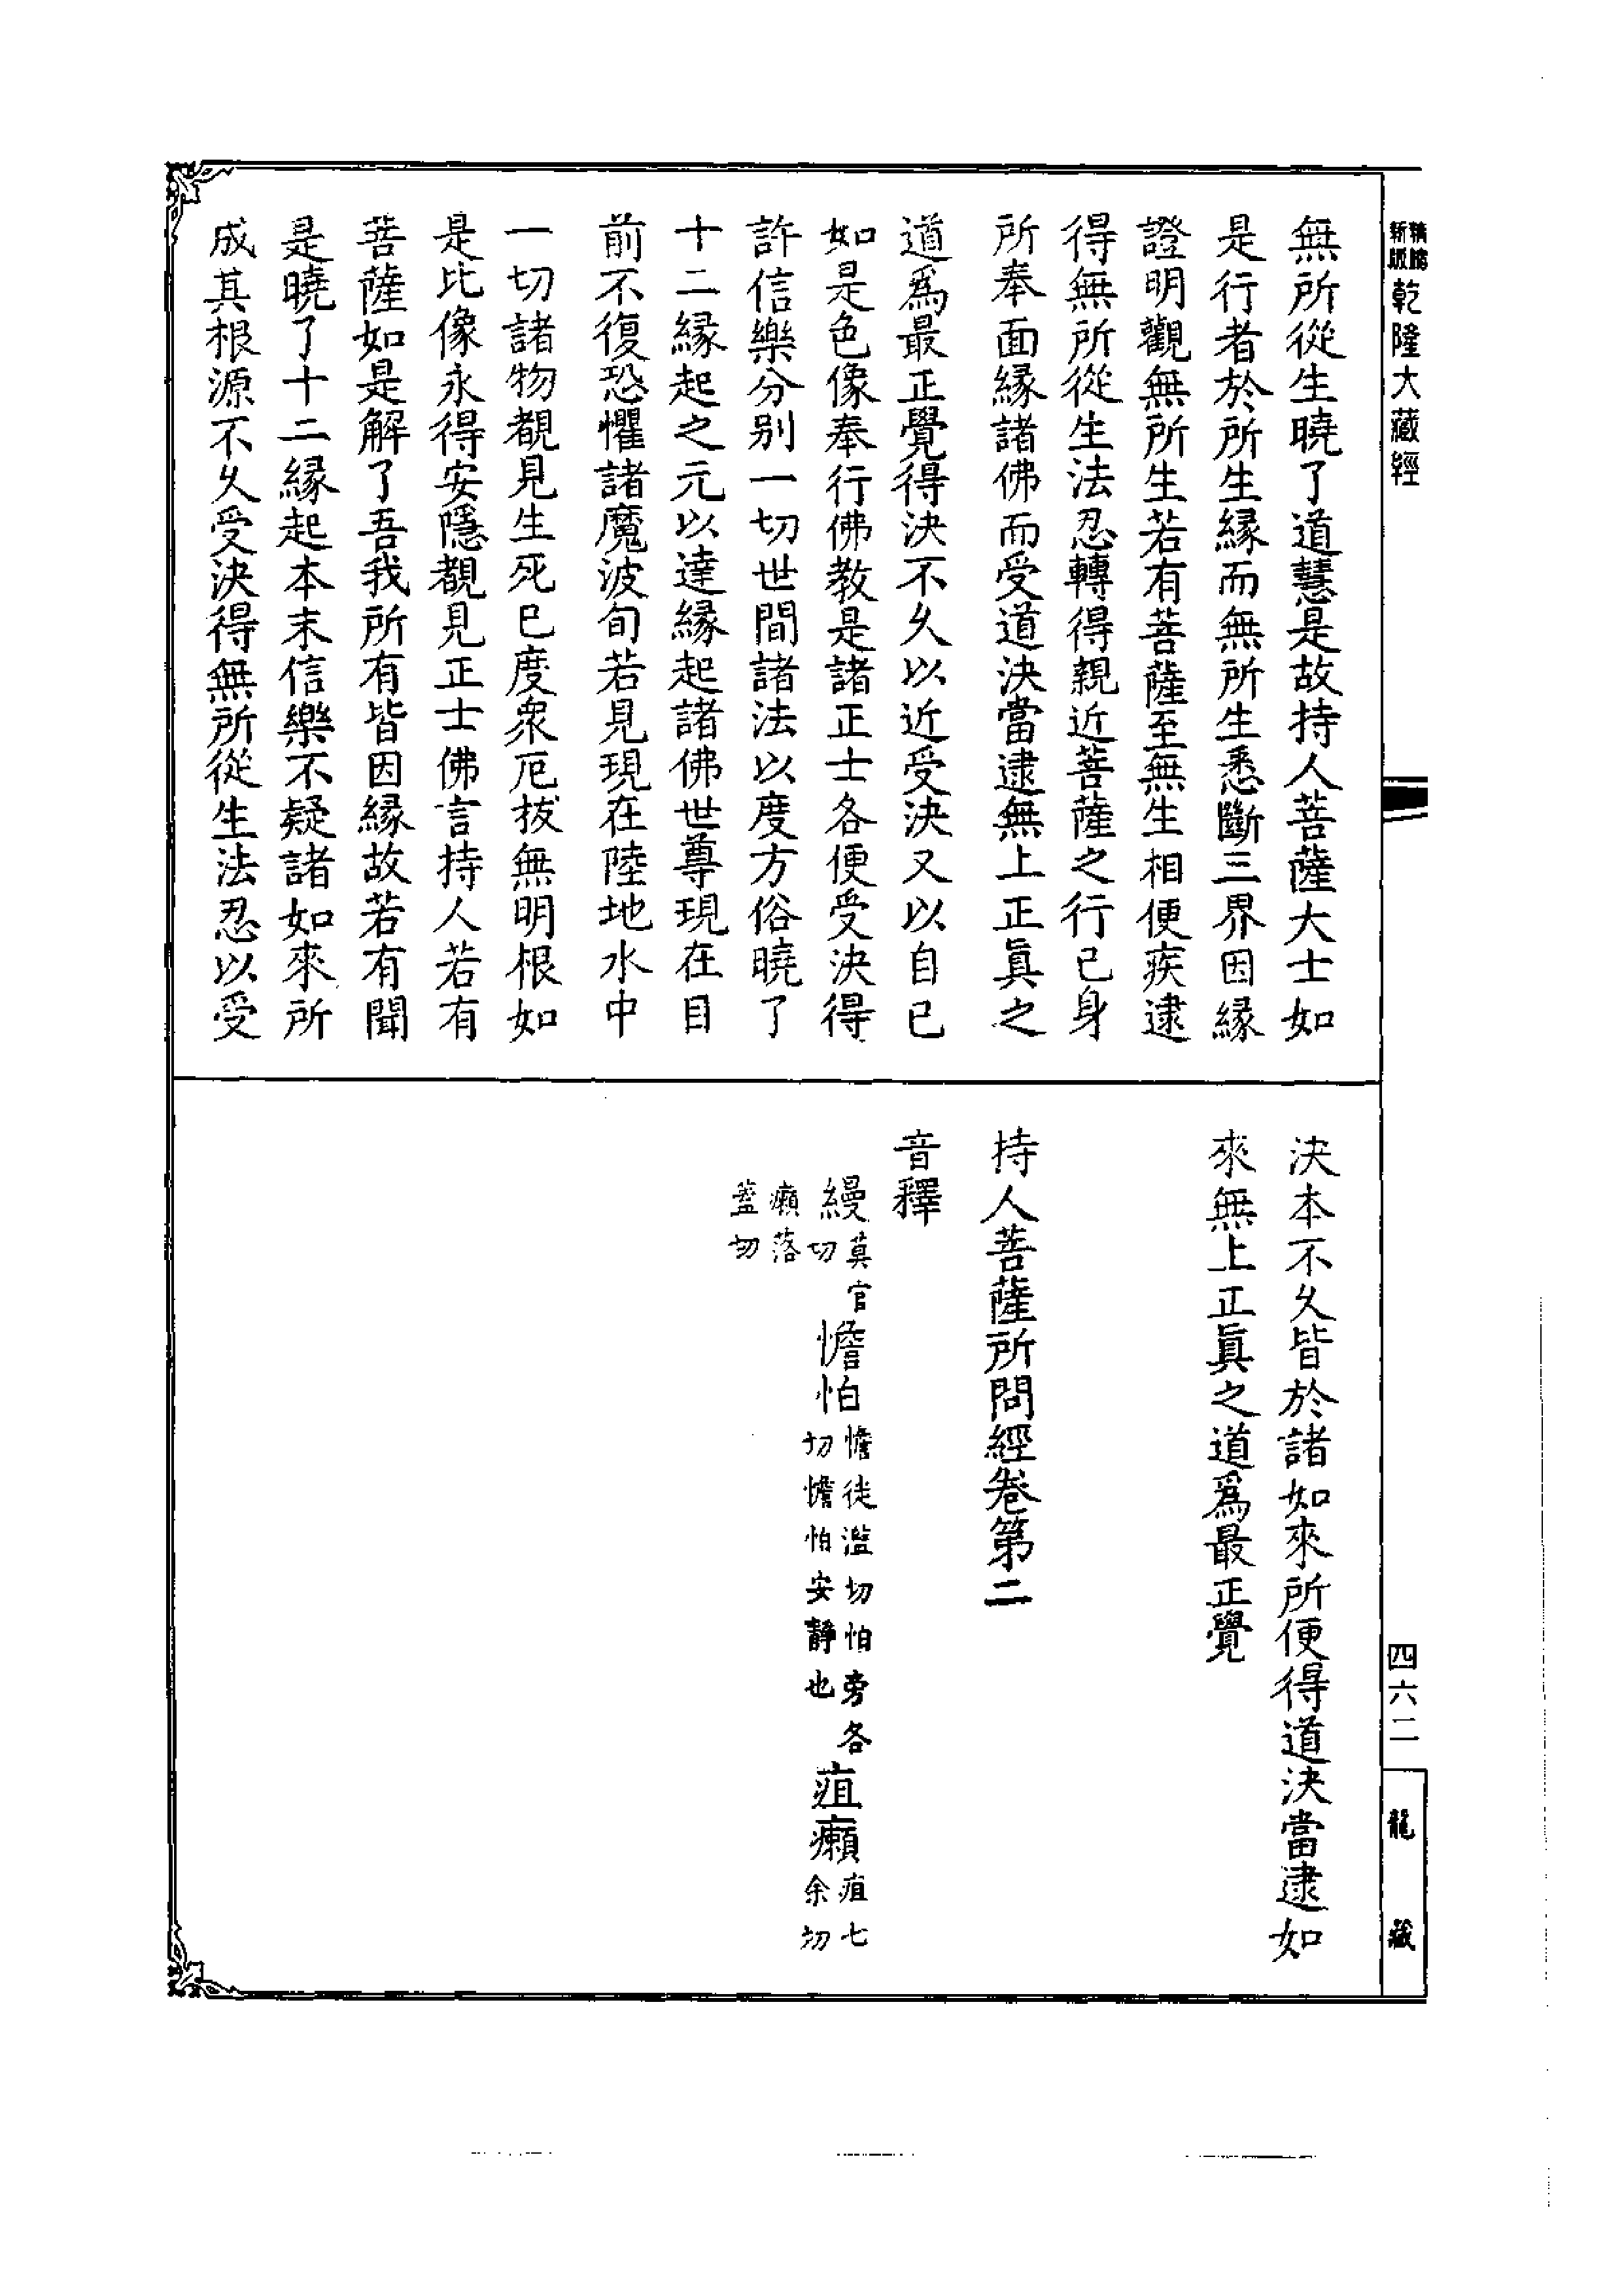 無所從生曉了道慧是故持人菩薩大士如
是行者於所生緣而無所生悉斷三界因緣
證明觀無所生若有菩薩至無生相便疾逮
得無所從生法忍轉得親近菩薩之行已身
所奉面緣諸佛而受道決當逮無上正眞之
道爲最正覺得決不久以近受決又以自已
如是色像奉行佛教是諸正士各便受決得
許信樂分別一切世間諸法以度方俗曉了
十二緣起之元以達緣起諸佛世尊現在目
前不復恐懼諸魔波旬若見現在陸地水中
一切諸物覩見生死已度衆厄拔無明根如
是比像永得安隱覩見正士佛言持人若有
菩薩如是解了吾我所有皆因緣故若有聞
是曉了十二緣起本末信樂不疑諸如來所
成其根源不久受決得無所從生法忍以受
決本不久皆於諸如來所便得道決當逮如
來無上正眞之道爲最正覺
持人菩薩所問經卷第二
音釋
縵莫官切憺怕憺徒濫切怕旁各切憺怕安靜也疽癩疽七余切
癩落蓋切
新版乾隆大藏經
四六二
龍藏